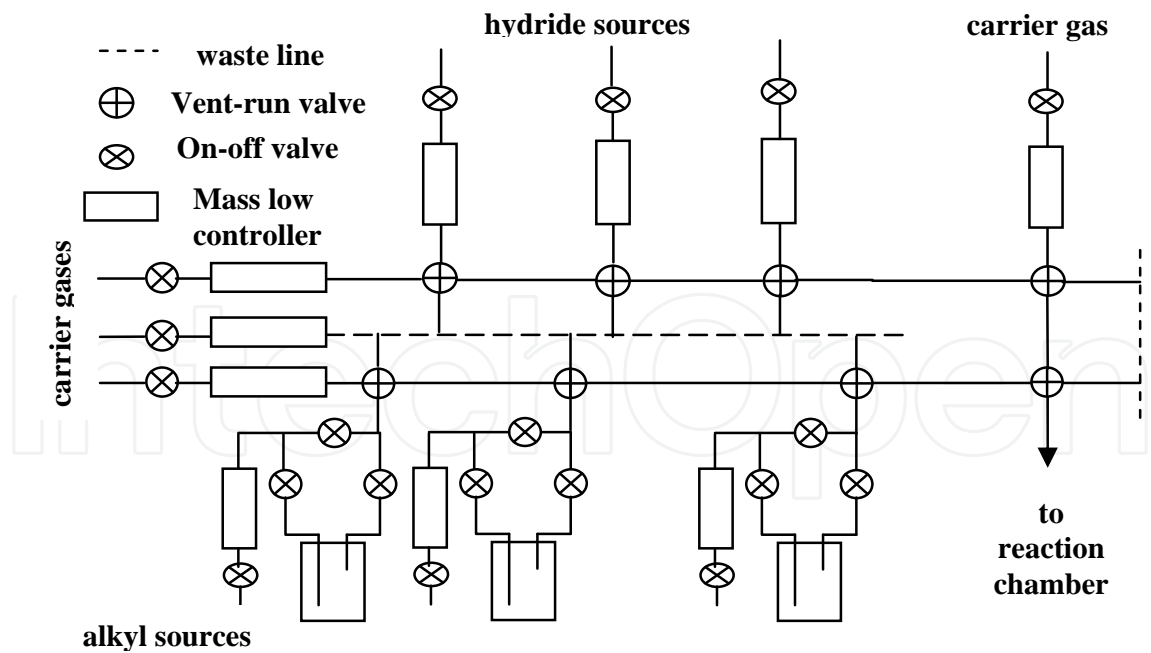 hydride sources
carrier gas
waste line
Vent-run valve
On-off valve
Mass low
controller
carrier gases
IntechOpen
to
reaction
chamber
alkyl sources